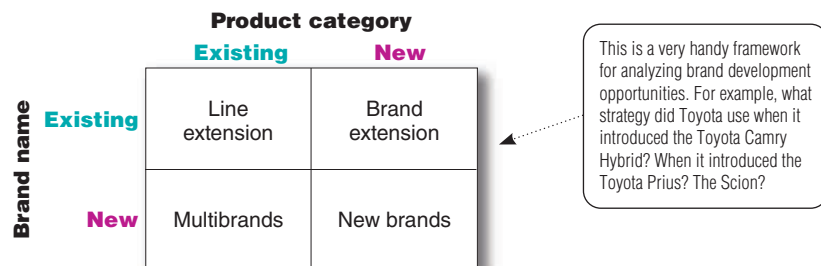 Product category
Existing New
Brand name
Existing
Line
extension
Brand
extension
New
Multibrands
New brands
This is a very handy framework
for analyzing brand development
opportunities. For example, what
strategy did Toyota use when it
introduced the Toyota Camry
Hybrid? When it introduced the
Toyota Prius? The Scion?